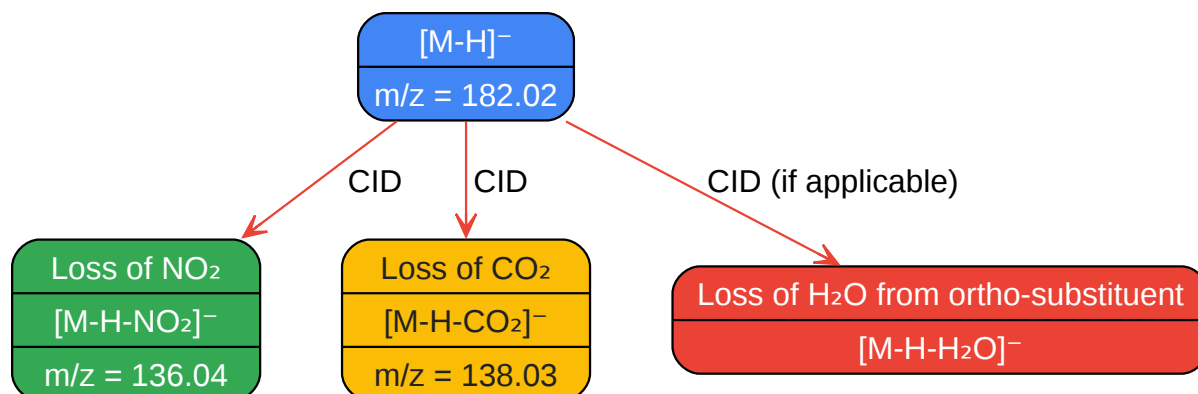 [M-H]⁻
m/z = 182.02
CID
CID
CID (if applicable)
Loss of NO₂
[M-H-NO₂]⁻
m/z = 136.04
Loss of CO₂
[M-H-CO₂]⁻
m/z = 138.03
Loss of H₂O from ortho-substituent
[M-H-H₂O]⁻